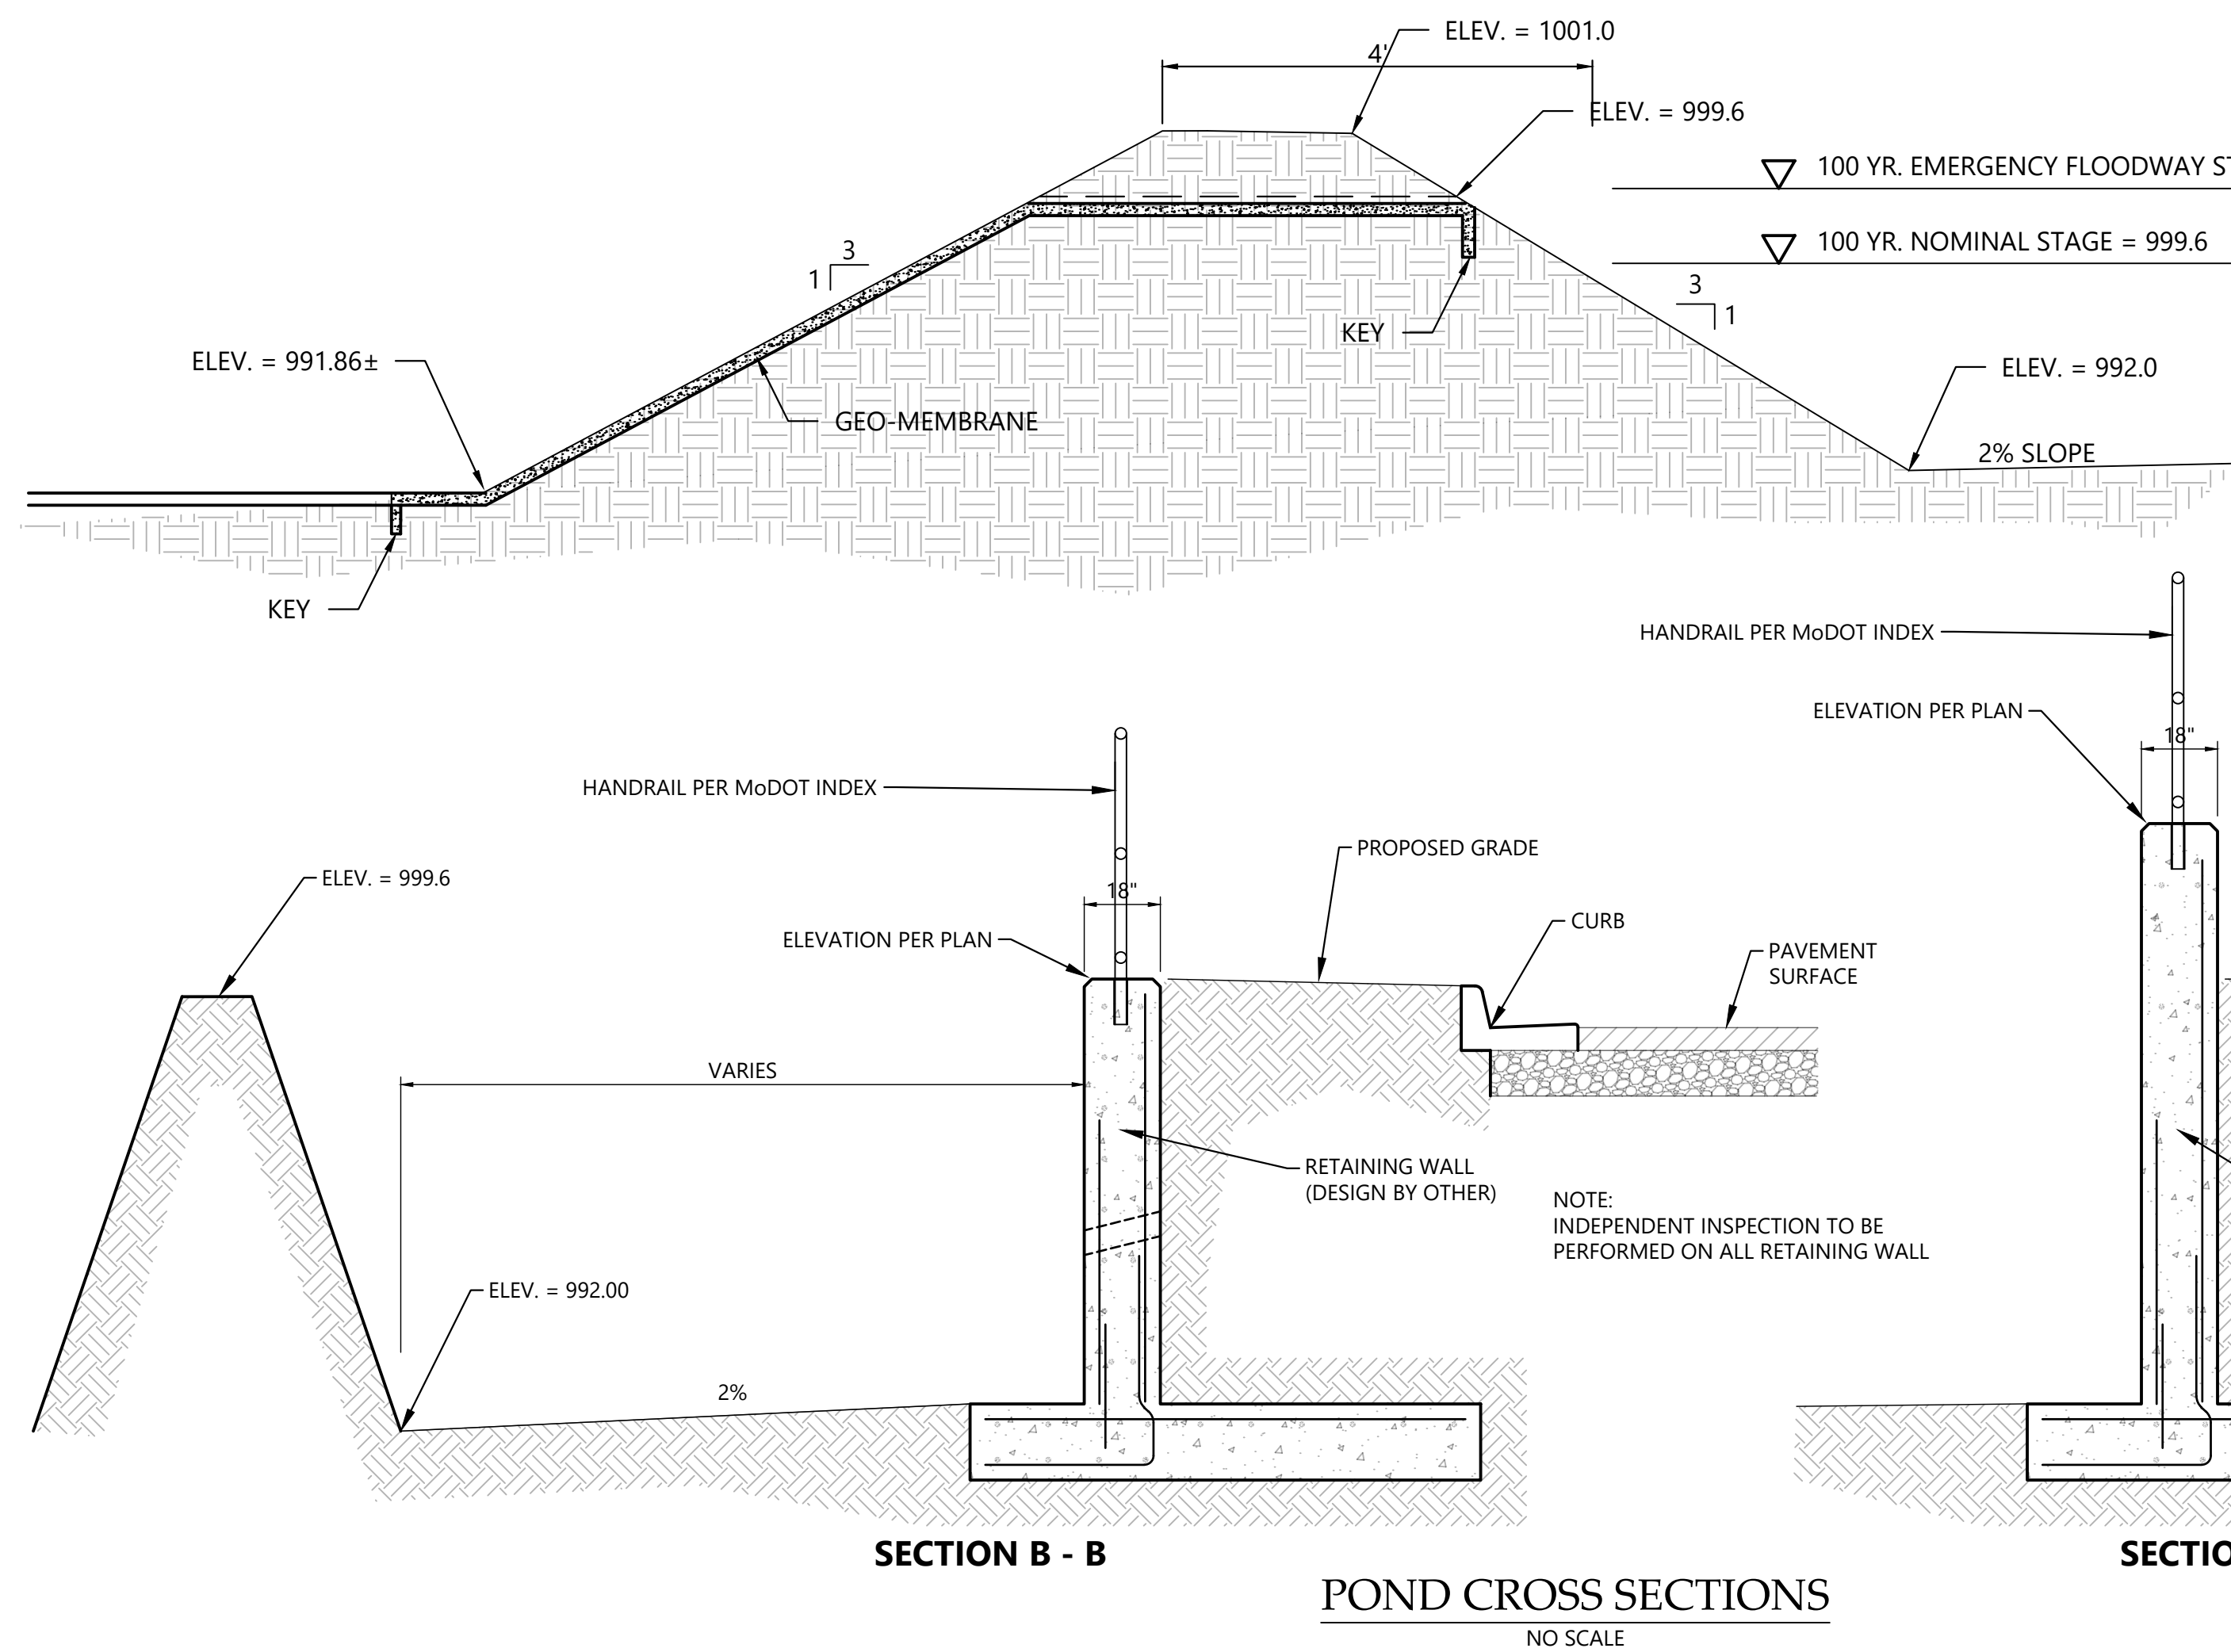 ELEV. = 1001.0
4'
ELEV. = 999.6
100 YR. EMERGENCY FLOODWAY
100 YR. NOMINAL STAGE = 999.6
3
1
3
1
KEY
ELEV. = 991.86±
ELEV. = 992.0
GEO-MEMBRANE
2% SLOPE
KEY
HANDRAIL PER MoDOT INDEX
ELEVATION PER PLAN
18"
HANDRAIL PER MoDOT INDEX
PROPOSED GRADE
ELEV. = 999.6
18"
CURB
ELEVATION PER PLAN
PAVEMENT
SURFACE
VARIES
RETAINING WALL
(DESIGN BY OTHER)
NOTE:
INDEPENDENT INSPECTION TO BE
PERFORMED ON ALL RETAINING WALL
ELEV. = 992.00
2%
SECTION B - B
POND CROSS SECTIONS
NO SCALE